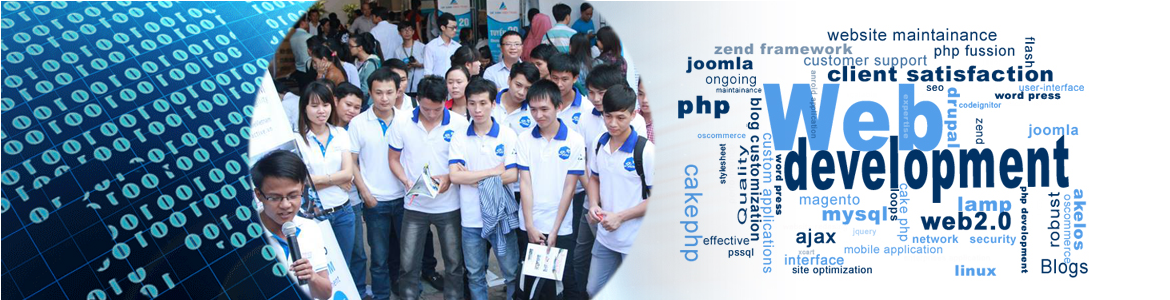 website maintainance
zend framework
php fussion
flash
joomla
customer support
ongoing
client satisfaction
maintainance
seo
user-interface
word press
php
Web
expertise
drupal
codeignitor
zend
joomla
oscommerce
stylesheet
Quality
blog customization
custom applications
word press
development
cakephp
magento
mysql
jquery
loops
cake php
lamp
web2.0
php development
robust
oscommerce
akelos
effective
pssql
ajax
network
security
mobile application
interface
site optimization
linux
Blogs